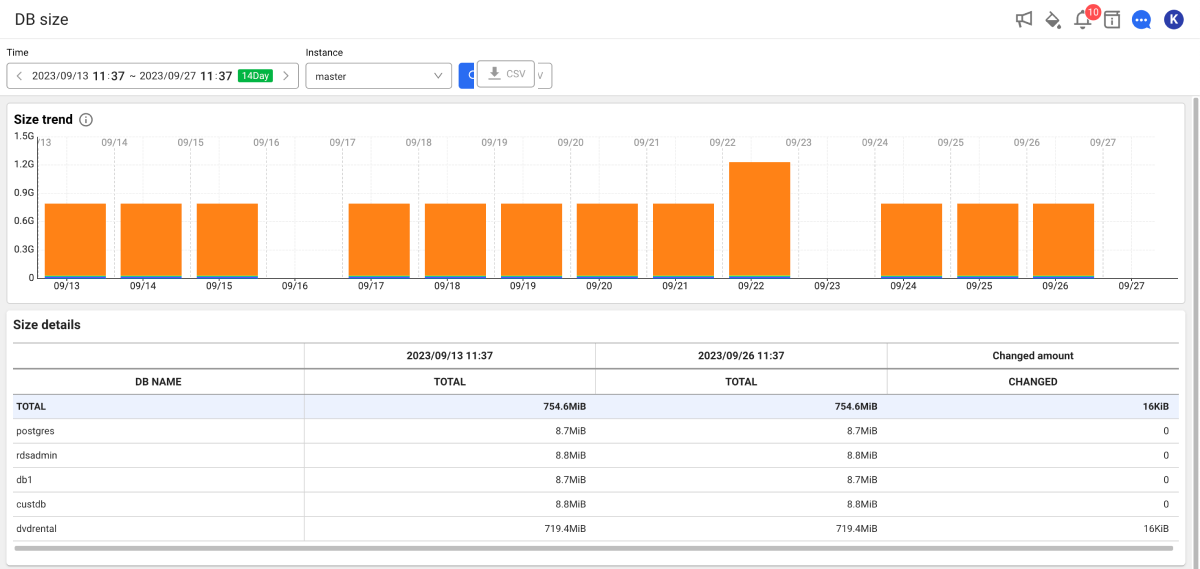 DB size
10
K
Time
Instance
2023/09/13 11:37 ~ 2023/09/27 11:37 14Day
master
CSV
Size trend
1.5G
1.2G
0.9G
0.6G
0.3G
0
/13 09/14 09/15 09/16 09/17 09/18 09/19 09/20 09/21 09/22 09/23 09/24 09/25 09/26 09/27
09/13 09/14 09/15 09/16 09/17 09/18 09/19 09/20 09/21 09/22 09/23 09/24 09/25 09/26 09/27
Size details
2023/09/13 11:37 2023/09/26 11:37 Changed amount
DB NAME TOTAL TOTAL CHANGED
TOTAL 754.6MiB 754.6MiB 16KiB
postgres 8.7MiB 8.7MiB 0
rdsadmin 8.8MiB 8.8MiB 0
db1 8.7MiB 8.7MiB 0
custdb 8.8MiB 8.8MiB 0
dvdrental 719.4MiB 719.4MiB 16KiB